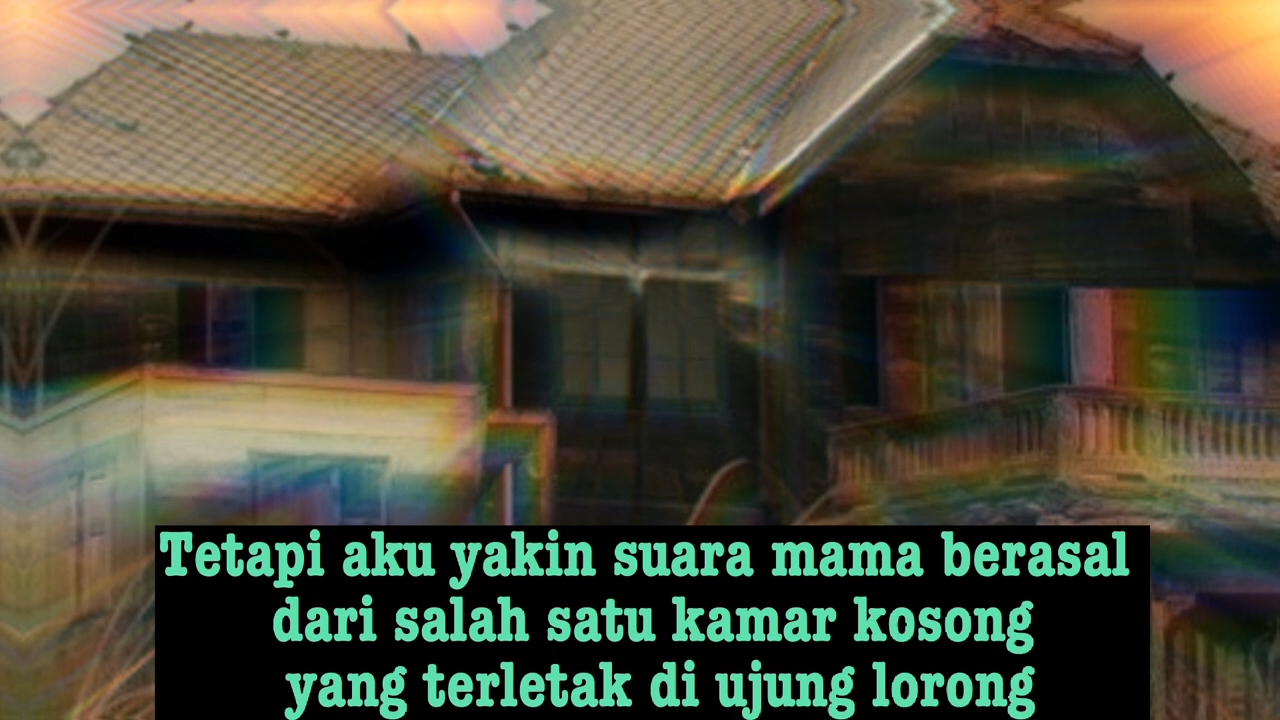 Tetapi aku yakin suara mama berasal
dari salah satu kamar kosong
yang terletak di ujung lorong